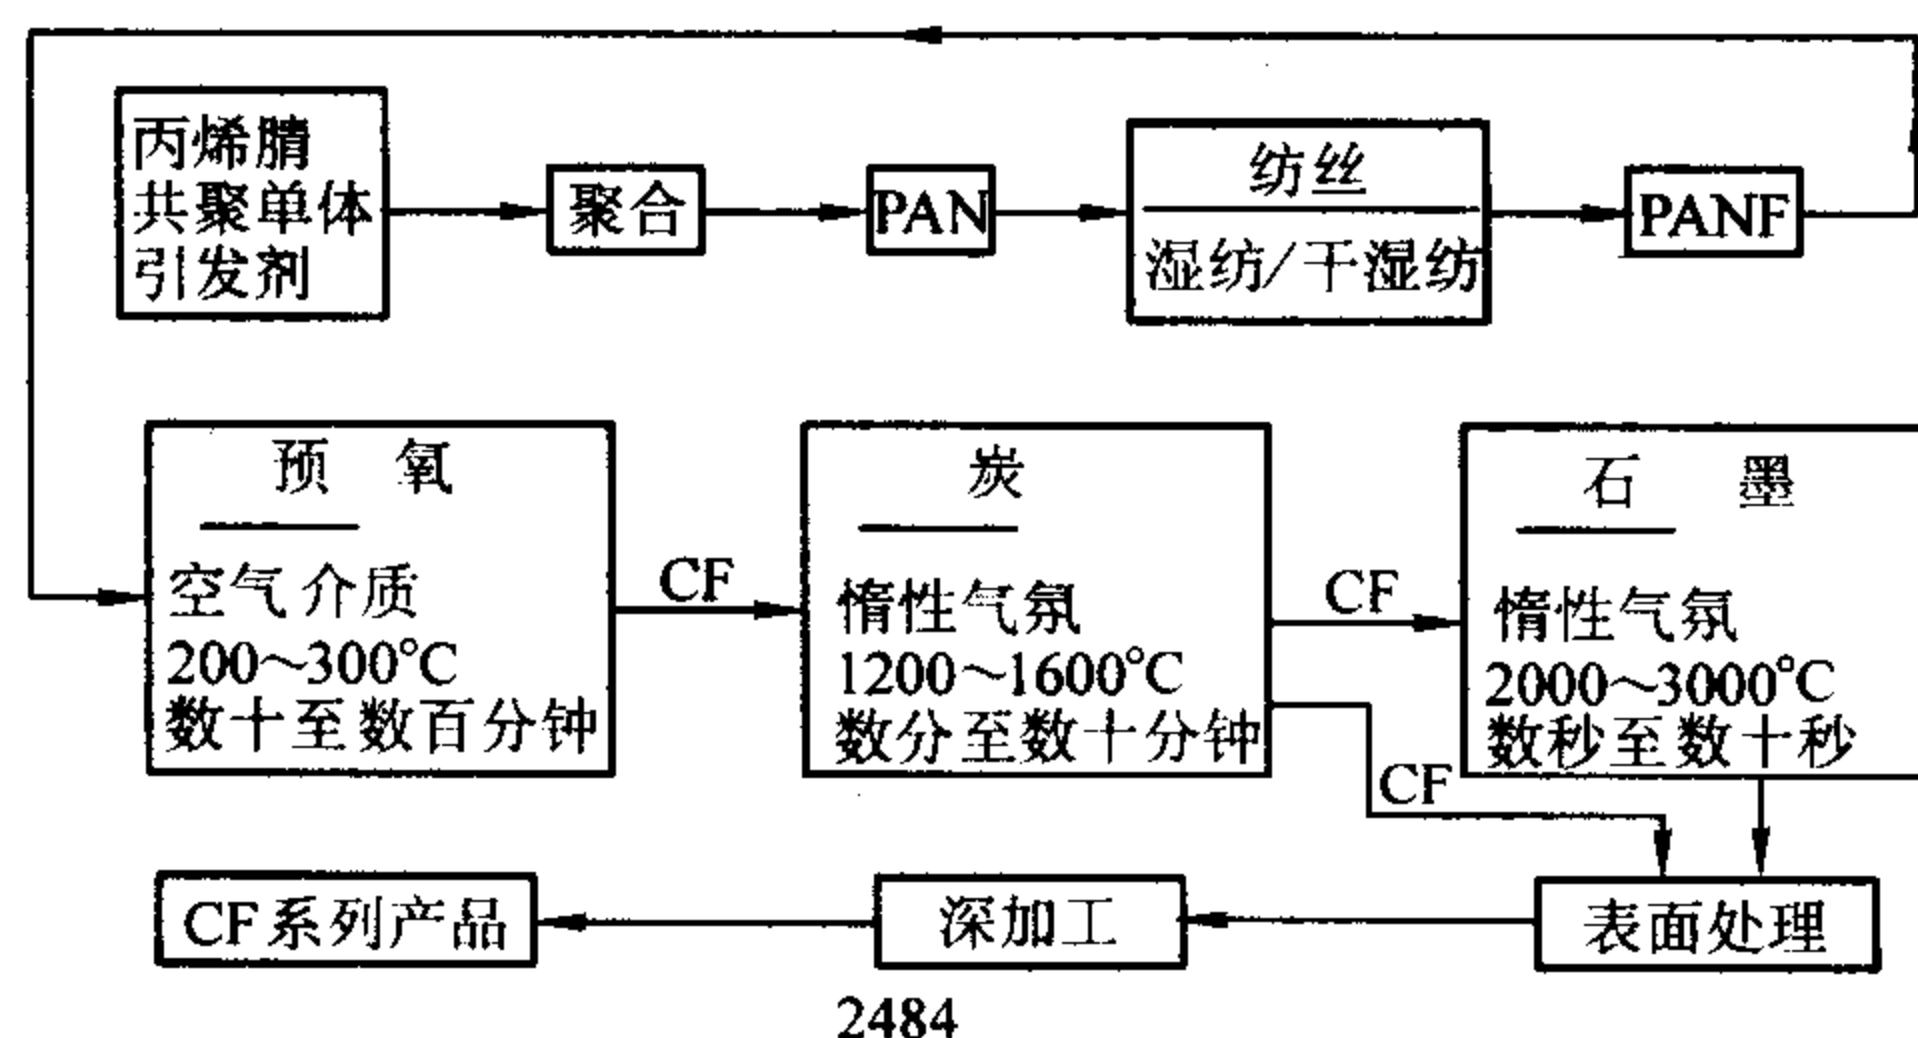 丙烯腈
共聚单体
引发剂
聚合
PAN
纺丝
湿纺/干湿纺
PANF
预 氧
空气介质
200~300°C
数十至数百分钟
CF
炭
惰性气氛
1200~1600°C
数分至数十分钟
CF
CF
石 墨
惰性气氛
2000~3000°C
数秒至数十秒
表面处理
深加工
CF系列产品
2484